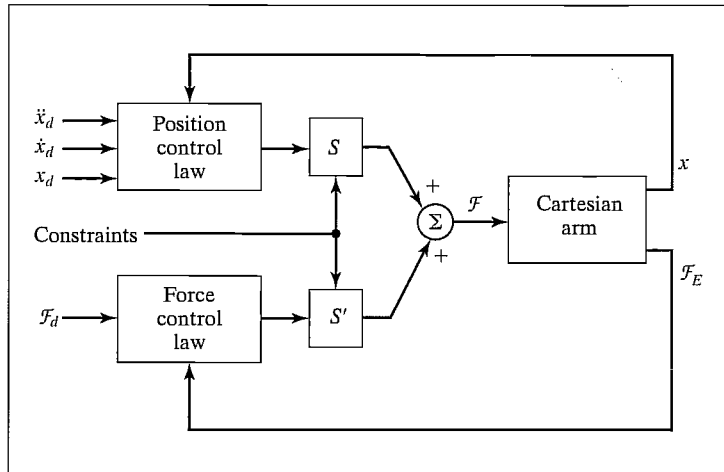 ẍ_d
ẋ_d
x_d
Position
control
law
S
+
Σ
+
ℱ
Cartesian
arm
x
ℱ_E
Constraints
ℱ_d
Force
control
law
S'